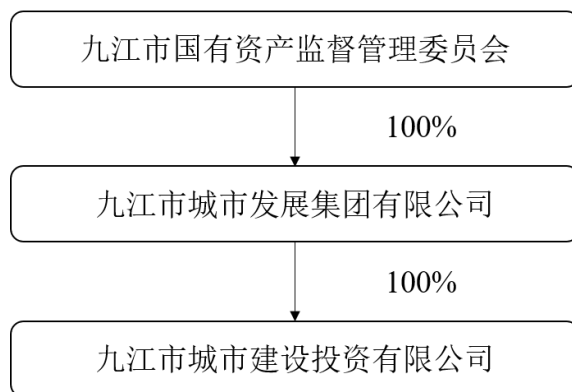 九江市国有资产监督管理委员会
100%
九江市城市发展集团有限公司
100%
九江市城市建设投资有限公司